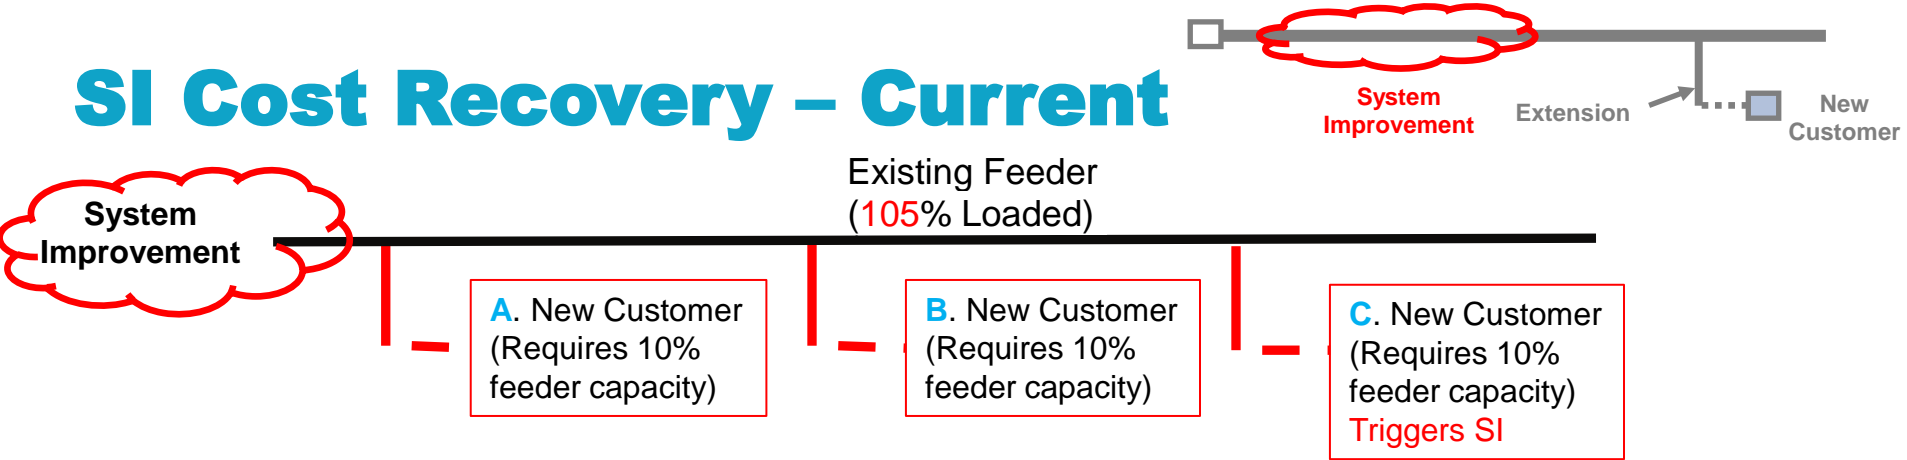 SI Cost Recovery – Current
System
Improvement
Extension
New
Customer
Existing Feeder
(105% Loaded)
System
Improvement
A. New Customer
(Requires 10%
feeder capacity)
B. New Customer
(Requires 10%
feeder capacity)
C. New Customer
(Requires 10%
feeder capacity)
Triggers SI